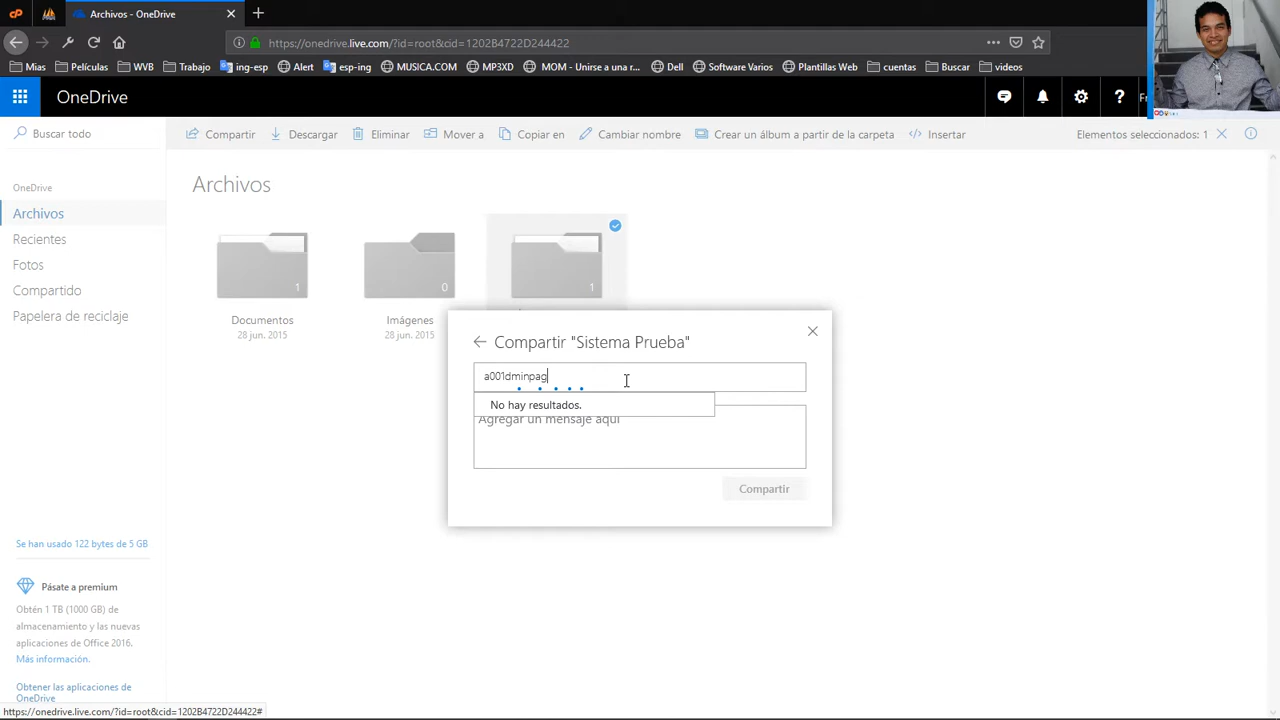 Archivos - OneDrive
https://onedrive.live.com/?id=root&cid=1202B4722D244422
Mias Películas WVB Trabajo ing-esp Alert esp-ing MUSICA.COM MP3XD MOM - Unirse a una r... Dell Software Varios Plantillas Web cuentas Buscar videos
OneDrive
?
Buscar todo
Compartir Descargar Eliminar Mover a Copiar en Cambiar nombre Crear un álbum a partir de la carpeta Insertar Elementos seleccionados: 1
OneDrive
Archivos
Recientes
Fotos
Compartido
Papelera de reciclaje
Archivos
1 0 1
Documentos Imágenes
28 jun. 2015 28 jun. 2015
Compartir "Sistema Prueba"
a001dminpag
No hay resultados.
Agregar un mensaje aquí
Compartir
Se han usado 122 bytes de 5 GB
Pásate a premium
Obtén 1 TB (1000 GB) de
almacenamiento y las nuevas
aplicaciones de Office 2016.
Más información.
Obtener las aplicaciones de
OneDrive
https://onedrive.live.com/?id=root&cid=1202B4722D244422#